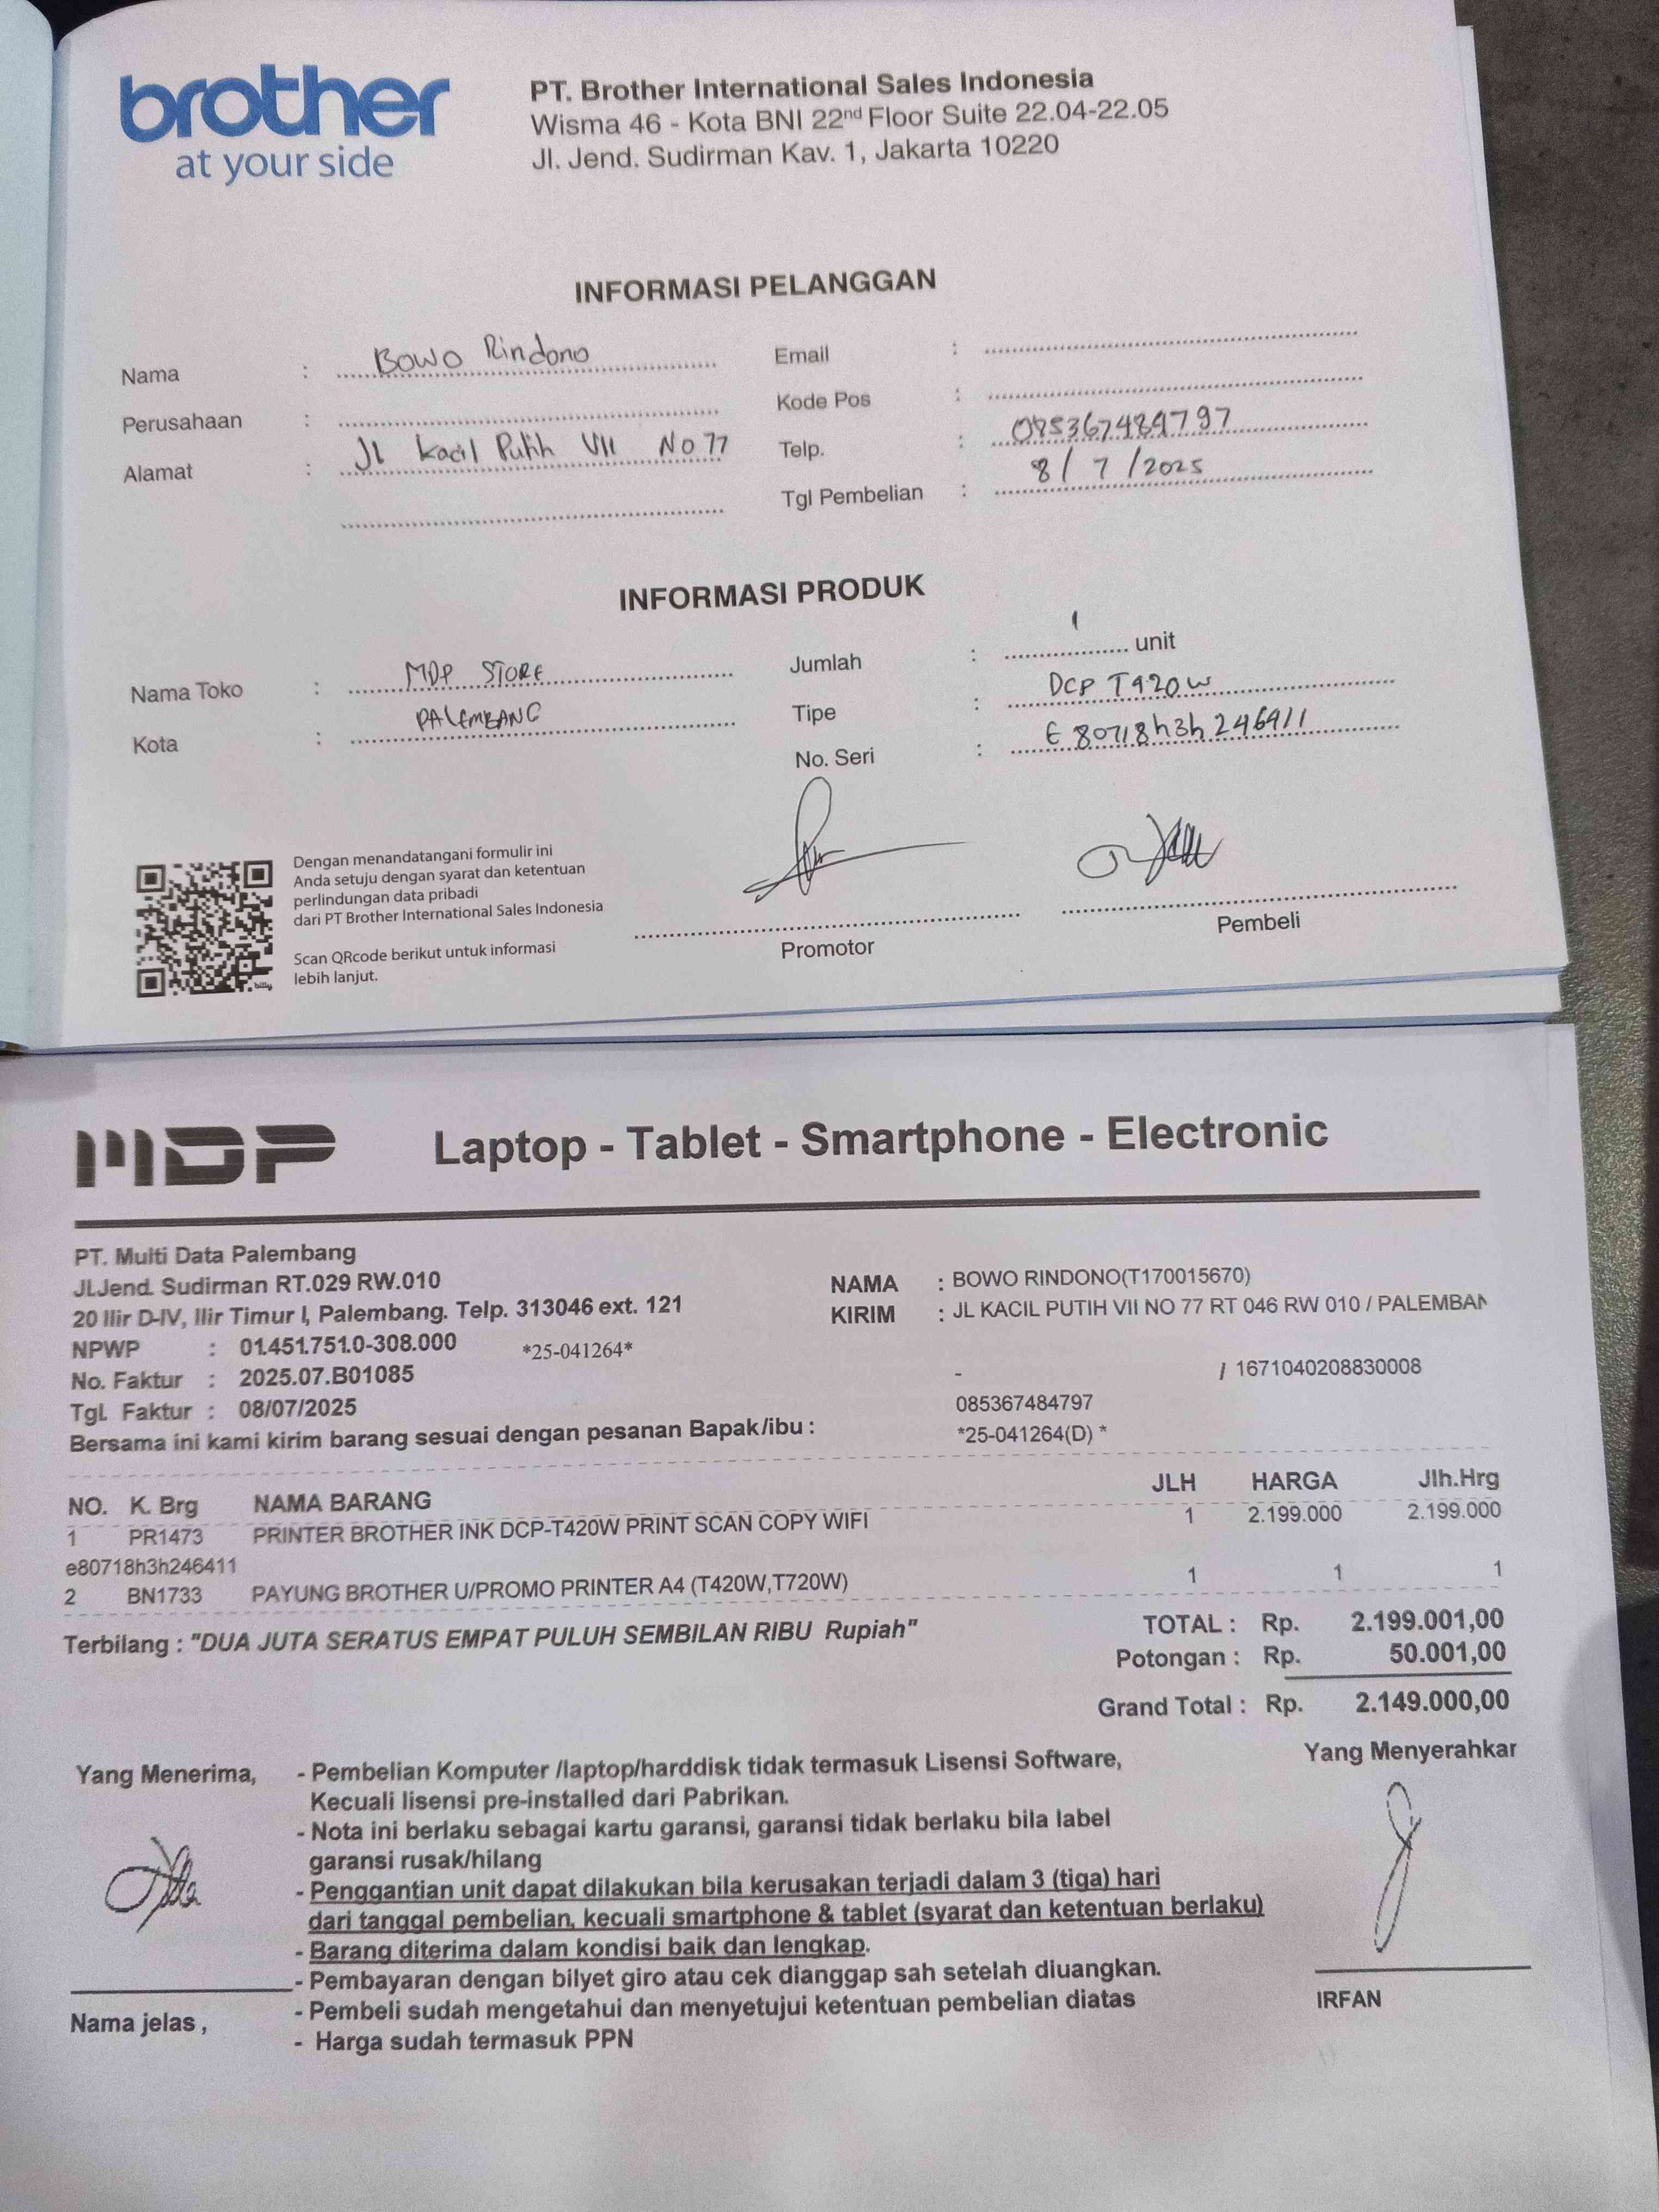 brother
at your side
PT. Brother International Sales Indonesia
Wisma 46 - Kota BNI 22nd Floor Suite 22.04-22.05
Jl. Jend. Sudirman Kav. 1, Jakarta 10220
INFORMASI PELANGGAN
Nama : Bowo Rindono
Perusahaan :
Alamat : Jl Kacil Putih VII No 77
Email :
Kode Pos :
Telp. : 085367484797
Tgl Pembelian : 8/7/2025
INFORMASI PRODUK
Nama Toko : MDP STORE
Kota : PALEMBANG
Jumlah : 1 unit
Tipe : DCP T420W
No. Seri : E80718h3h246411
Dengan menandatangani formulir ini
Anda setuju dengan syarat dan ketentuan
perlindungan data pribadi
dari PT Brother International Sales Indonesia
Scan QRcode berikut untuk informasi
lebih lanjut.
Promotor
Pembeli
MDP Laptop - Tablet - Smartphone - Electronic
PT. Multi Data Palembang
Jl.Jend. Sudirman RT.029 RW.010
20 Ilir D-IV, Ilir Timur I, Palembang. Telp. 313046 ext. 121
NPWP : 01.451.751.0-308.000 *25-041264*
No. Faktur : 2025.07.B01085
Tgl. Faktur : 08/07/2025
Bersama ini kami kirim barang sesuai dengan pesanan Bapak/ibu :
NAMA : BOWO RINDONO(T170015670)
KIRIM : JL KACIL PUTIH VII NO 77 RT 046 RW 010 / PALEMBAN
- / 1671040208830008
085367484797
*25-041264(D) *
NO. K. Brg NAMA BARANG JLH HARGA Jlh.Hrg
1 PR1473 PRINTER BROTHER INK DCP-T420W PRINT SCAN COPY WIFI 1 2.199.000 2.199.000
e80718h3h246411
2 BN1733 PAYUNG BROTHER U/PROMO PRINTER A4 (T420W,T720W) 1 1 1
Terbilang : "DUA JUTA SERATUS EMPAT PULUH SEMBILAN RIBU Rupiah"
TOTAL : Rp. 2.199.001,00
Potongan : Rp. 50.001,00
Grand Total : Rp. 2.149.000,00
Yang Menerima,
- Pembelian Komputer /laptop/harddisk tidak termasuk Lisensi Software,
Kecuali lisensi pre-installed dari Pabrikan.
- Nota ini berlaku sebagai kartu garansi, garansi tidak berlaku bila label
garansi rusak/hilang
- Penggantian unit dapat dilakukan bila kerusakan terjadi dalam 3 (tiga) hari
dari tanggal pembelian, kecuali smartphone & tablet (syarat dan ketentuan berlaku)
- Barang diterima dalam kondisi baik dan lengkap.
- Pembayaran dengan bilyet giro atau cek dianggap sah setelah diuangkan.
- Pembeli sudah mengetahui dan menyetujui ketentuan pembelian diatas
- Harga sudah termasuk PPN
Nama jelas ,
Yang Menyerahkar
IRFAN